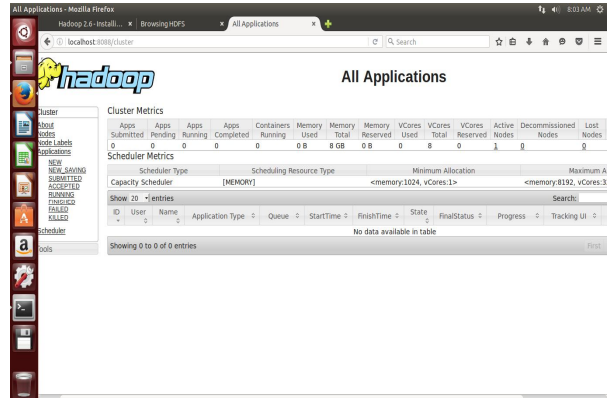 All Applications - Mozilla Firefox
8:03 AM
Hadoop 2.6 - Installi... × Browsing HDFS × All Applications ×
localhost:8088/cluster
Search
hadoop
All Applications
Cluster
About
Nodes
Node Labels
Applications
NEW
NEW_SAVING
SUBMITTED
ACCEPTED
RUNNING
FINISHED
FAILED
KILLED
Scheduler
Tools
Cluster Metrics
Apps Submitted Apps Pending Apps Running Apps Completed Containers Running Memory Used Memory Total Memory Reserved VCores Used VCores Total VCores Reserved Active Nodes Decommissioned Nodes Lost Nodes
0 0 0 0 0 0 B 8 GB 0 B 0 8 0 1 0 0
Scheduler Metrics
Scheduler Type Scheduling Resource Type Minimum Allocation Maximum A
Capacity Scheduler [MEMORY] <memory:1024, vCores:1> <memory:8192, vCores:3
Show 20 entries Search:
ID User Name Application Type Queue StartTime FinishTime State FinalStatus Progress Tracking UI
No data available in table
Showing 0 to 0 of 0 entries First